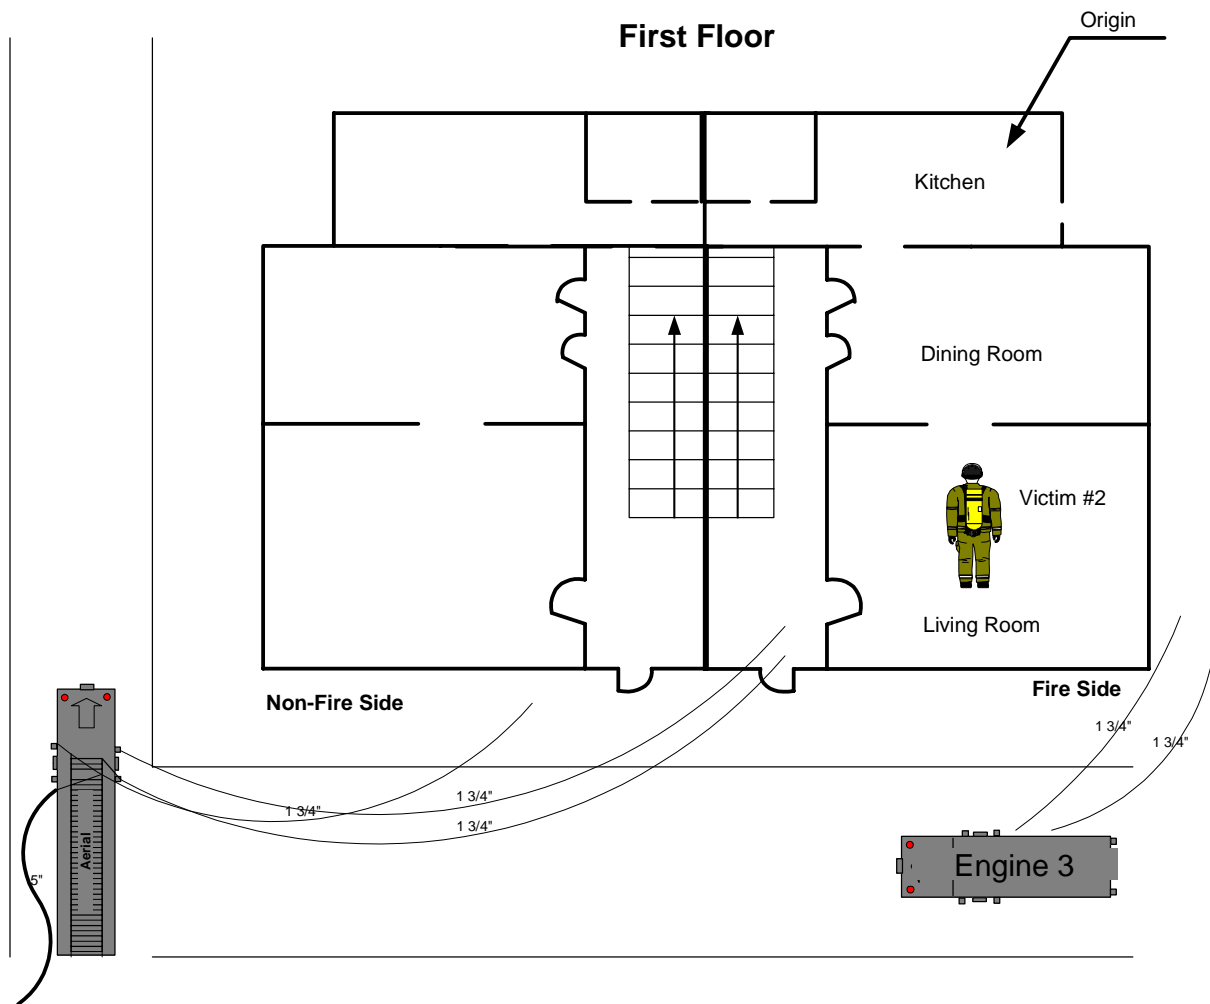 First Floor
Origin
Kitchen
Dining Room
Victim #2
Living Room
Non-Fire Side
Fire Side
1 3/4"
1 3/4"
1 3/4"
1 3/4"
1 3/4"
Aerial
5"
Engine 3